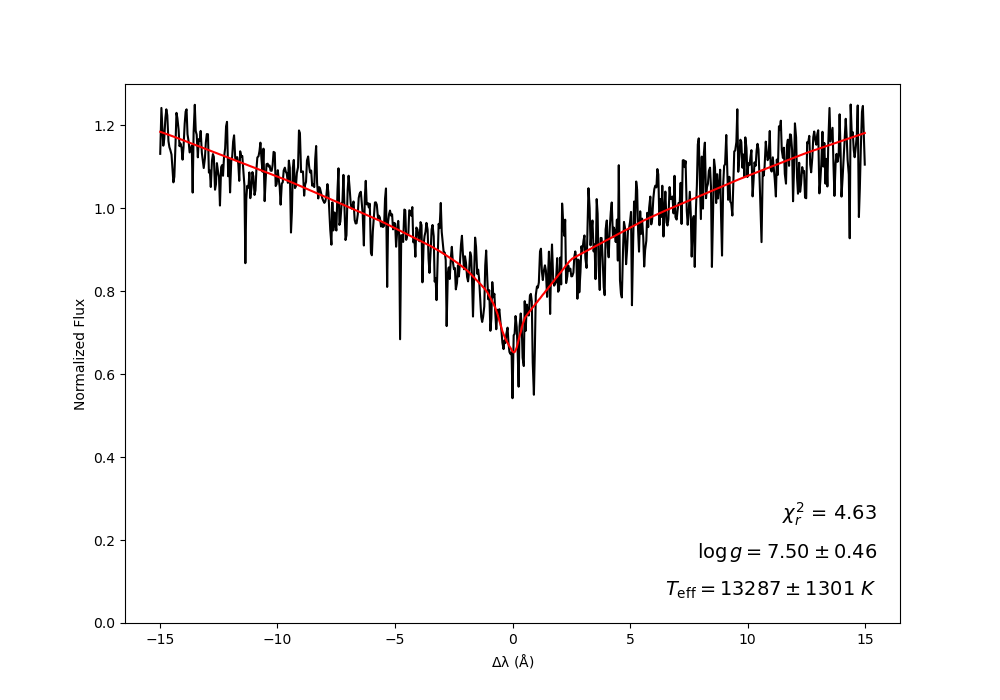 Normalized Flux
1.2
1.0
0.8
0.6
0.4
0.2
0.0
χ²ᵣ = 4.63
log g = 7.50 ± 0.46
T_eff = 13287 ± 1301 K
−15 −10 −5 0 5 10 15
Δλ (Å)